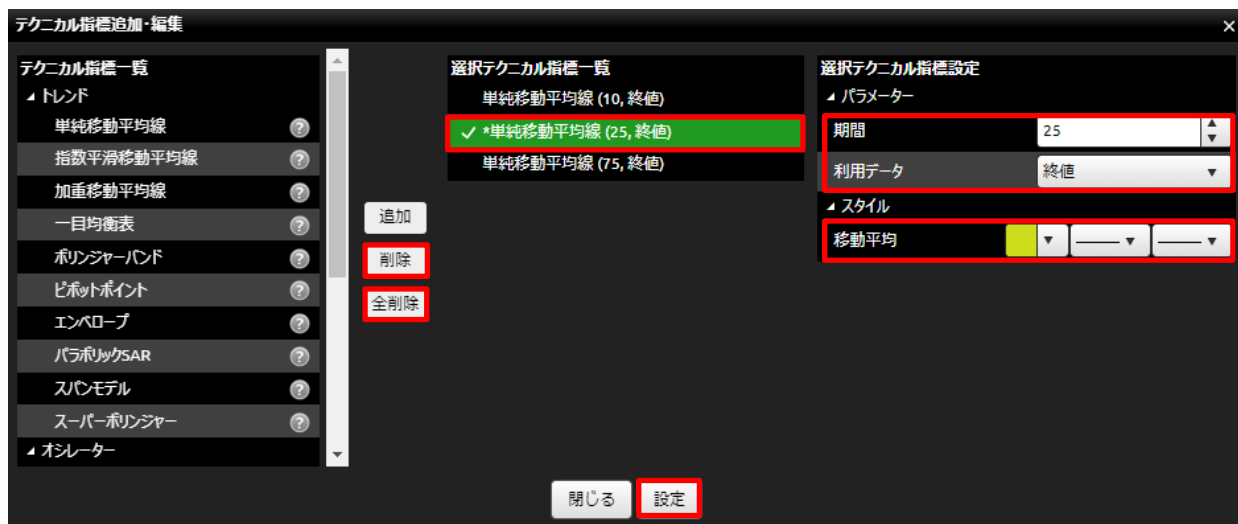 テクニカル指標追加・編集
×
テクニカル指標一覧
トレンド
単純移動平均線
?
指数平滑移動平均線
?
加重移動平均線
?
一目均衡表
?
ボリンジャーバンド
?
ピボットポイント
?
エンベロープ
?
パラボリックSAR
?
スパンモデル
?
スーパーボリンジャー
?
オシレーター
追加
削除
全削除
選択テクニカル指標一覧
単純移動平均線 (10, 終値)
*単純移動平均線 (25, 終値)
単純移動平均線 (75, 終値)
選択テクニカル指標設定
パラメーター
期間 25
利用データ 終値
スタイル
移動平均
閉じる 設定